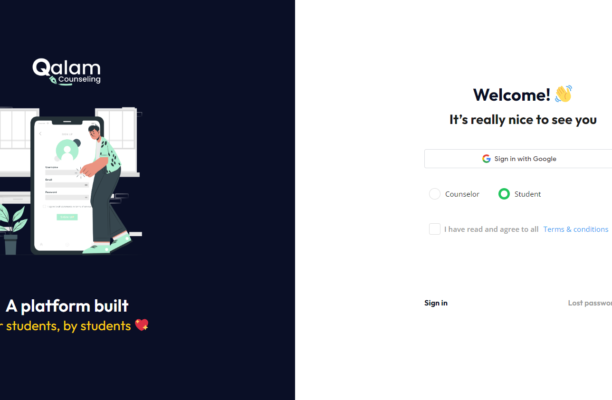 Qalam
Counseling
A platform built
r students, by students
Welcome!
It's really nice to see you
Sign in with Google
Counselor
Student
I have read and agree to all Terms & conditions
Sign in
Lost passwor